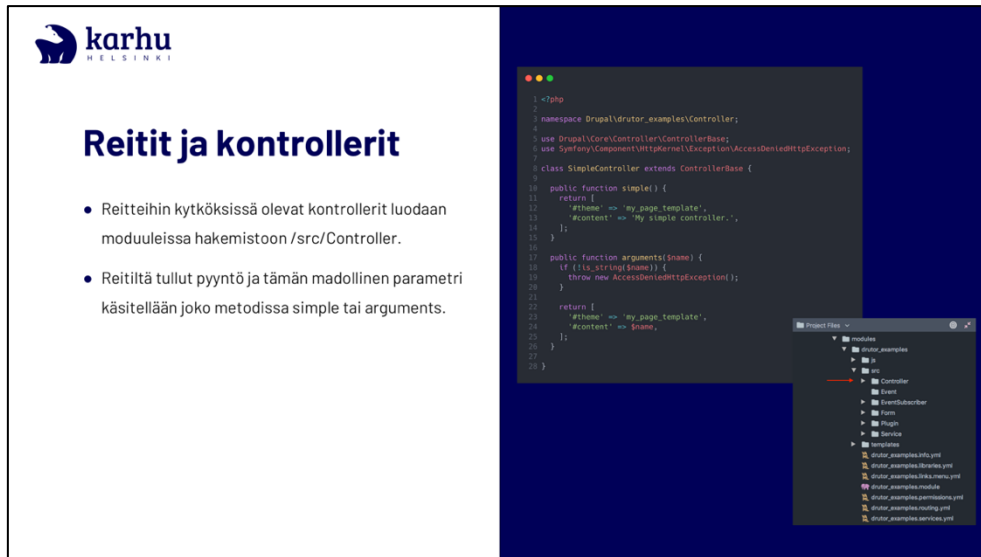 karhu
HELSINKI
Reitit ja kontrollerit
● Reitteihin kytköksissä olevat kontrollerit luodaan
moduuleissa hakemistoon /src/Controller.
● Reitiltä tullut pyyntö ja tämän madollinen parametri
käsitellään joko metodissa simple tai arguments.
1 <?php
2
3 namespace Drupal\drutor_examples\Controller;
4
5 use Drupal\Core\Controller\ControllerBase;
6 use Symfony\Component\HttpKernel\Exception\AccessDeniedHttpException;
7
8 class SimpleController extends ControllerBase {
9
10 public function simple() {
11 return [
12 '#theme' => 'my_page_template',
13 '#content' => 'My simple controller.',
14 ];
15 }
16
17 public function arguments($name) {
18 if (!is_string($name)) {
19 throw new AccessDeniedHttpException();
20 }
21
22 return [
23 '#theme' => 'my_page_template',
24 '#content' => $name,
25 ];
26 }
27
28 }
Project Files
modules
drutor_examples
js
src
Controller
Event
EventSubscriber
Form
Plugin
Service
templates
drutor_examples.info.yml
drutor_examples.libraries.yml
drutor_examples.links.menu.yml
drutor_examples.module
drutor_examples.permissions.yml
drutor_examples.routing.yml
drutor_examples.services.yml